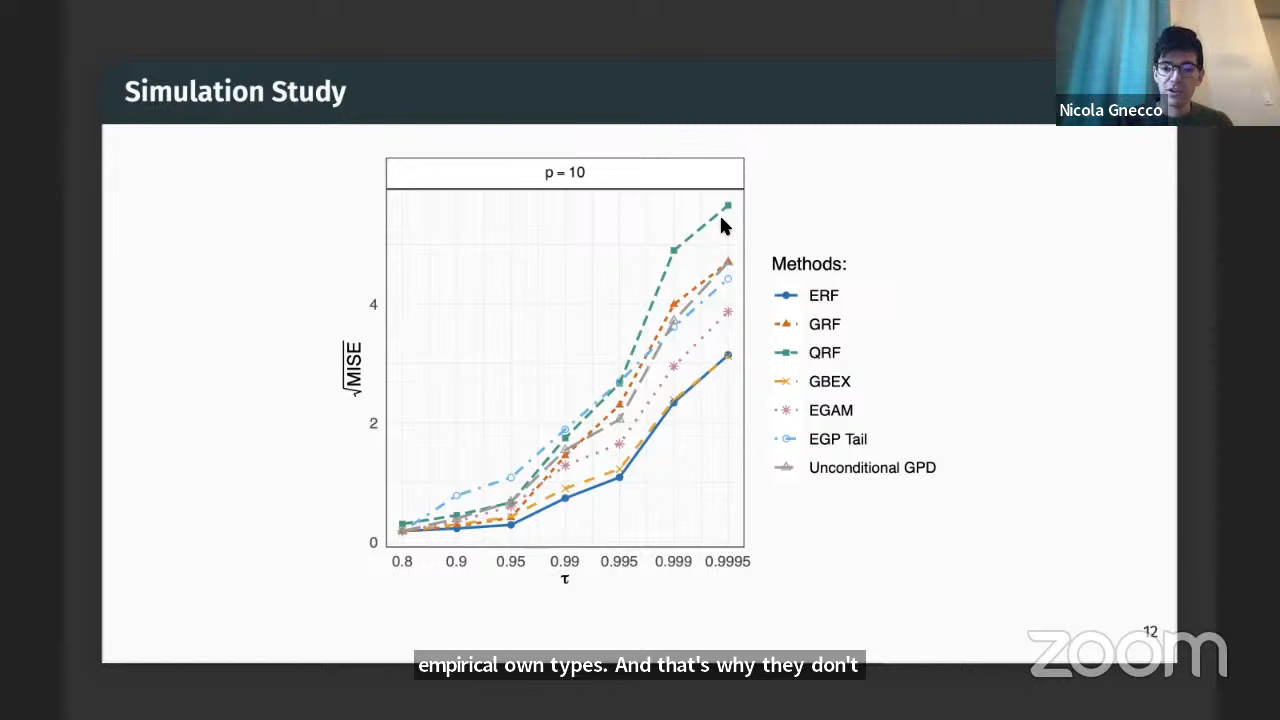 Simulation Study
Nicola Gnecco
p = 10
Methods:
ERF
GRF
QRF
GBEX
EGAM
EGP Tail
Unconditional GPD
√MISE
4
2
0
0.8 0.9 0.95 0.99 0.995 0.999 0.9995
τ
12
zoom
empirical own types. And that's why they don't